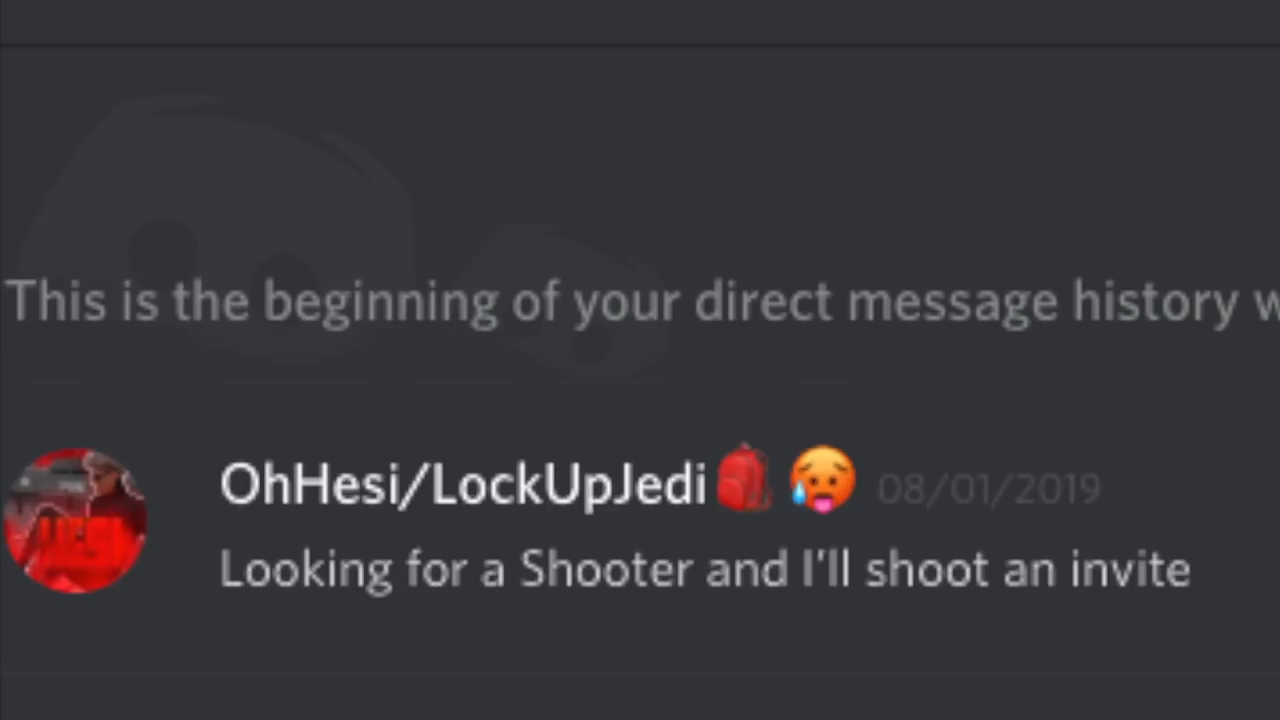 This is the beginning of your direct message history w
OhHesi/LockUpJedi🎒🥵 08/01/2019
Looking for a Shooter and I'll shoot an invite